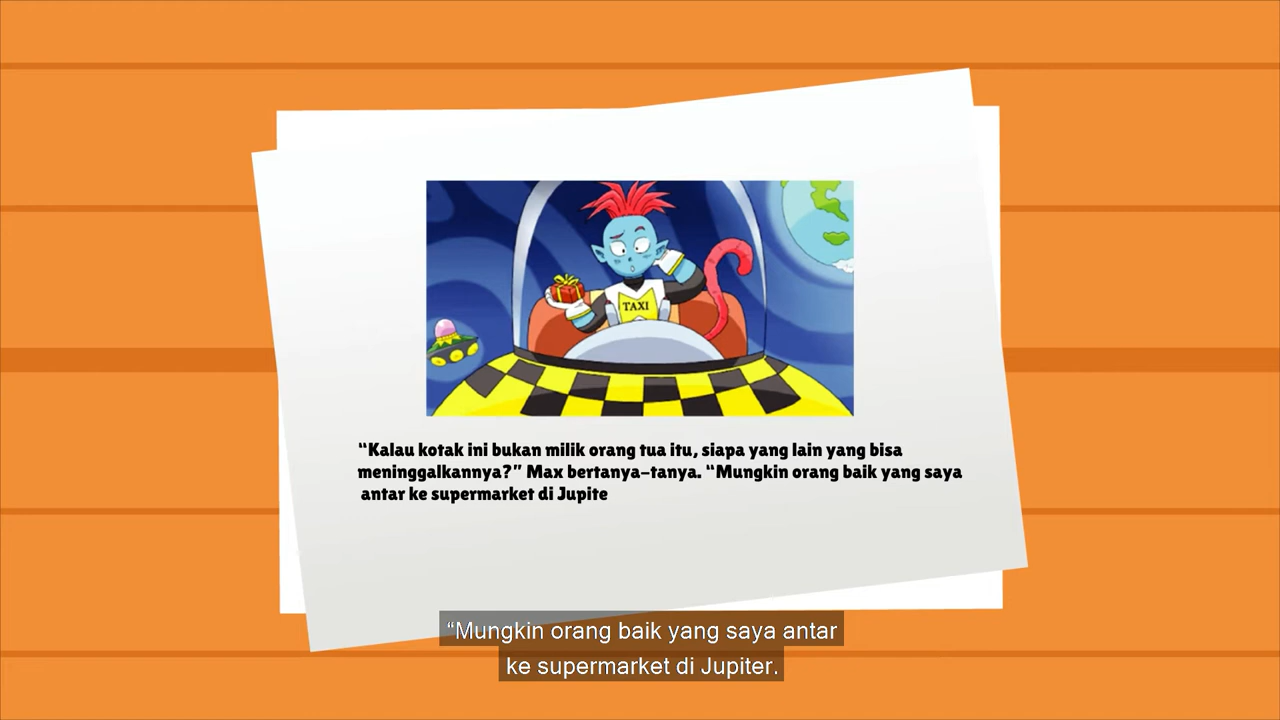 TAXI
“Kalau kotak ini bukan milik orang tua itu, siapa yang lain yang bisa
meninggalkannya?” Max bertanya-tanya. “Mungkin orang baik yang saya
antar ke supermarket di Jupite
“Mungkin orang baik yang saya antar
ke supermarket di Jupiter.